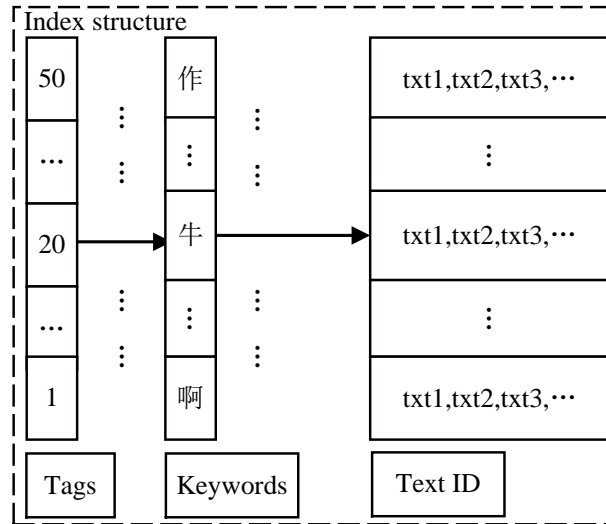 Index structure
50 作 txt1,txt2,txt3,…
... ⋮ ⋮
20 牛 txt1,txt2,txt3,…
... ⋮ ⋮
1 啊 txt1,txt2,txt3,…
Tags Keywords Text ID